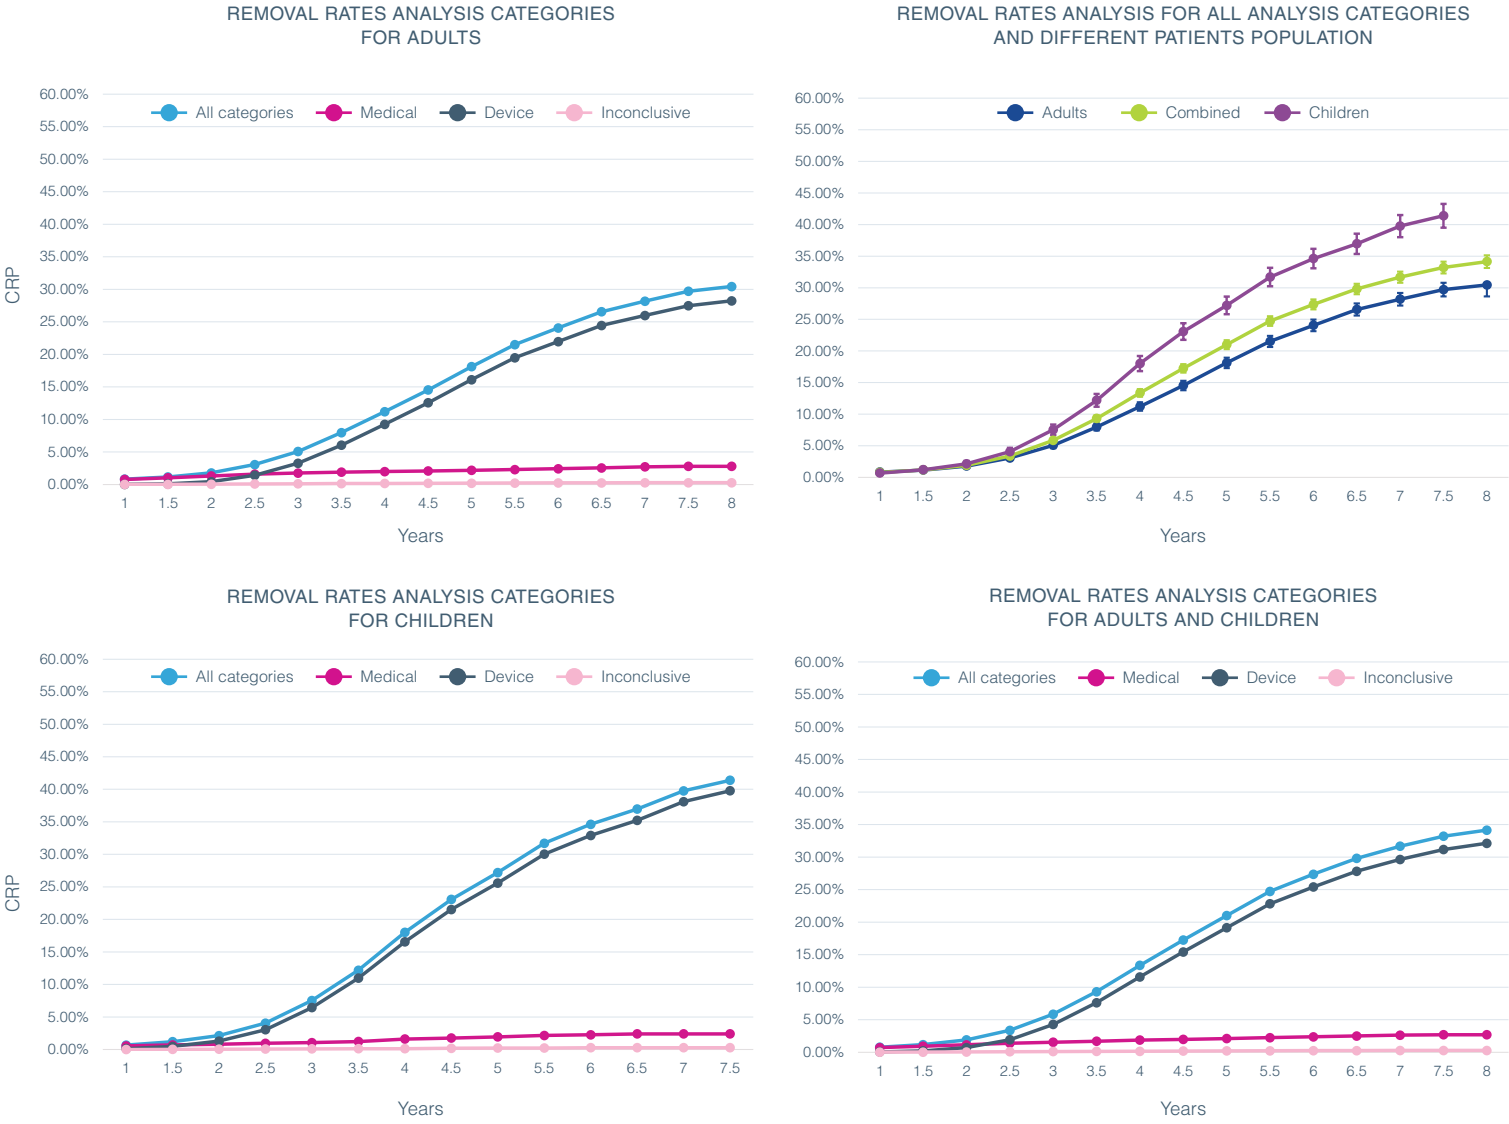 REMOVAL RATES ANALYSIS CATEGORIES
FOR ADULTS
60.00%
55.00%
50.00%
45.00%
40.00%
35.00%
30.00%
25.00%
20.00%
15.00%
10.00%
5.00%
0.00%
CRP
All categories Medical Device Inconclusive
1 1.5 2 2.5 3 3.5 4 4.5 5 5.5 6 6.5 7 7.5 8
Years
REMOVAL RATES ANALYSIS FOR ALL ANALYSIS CATEGORIES
AND DIFFERENT PATIENTS POPULATION
60.00%
55.00%
50.00%
45.00%
40.00%
35.00%
30.00%
25.00%
20.00%
15.00%
10.00%
5.00%
0.00%
Adults Combined Children
1 1.5 2 2.5 3 3.5 4 4.5 5 5.5 6 6.5 7 7.5 8
Years
REMOVAL RATES ANALYSIS CATEGORIES
FOR CHILDREN
60.00%
55.00%
50.00%
45.00%
40.00%
35.00%
30.00%
25.00%
20.00%
15.00%
10.00%
5.00%
0.00%
CRP
All categories Medical Device Inconclusive
1 1.5 2 2.5 3 3.5 4 4.5 5 5.5 6 6.5 7 7.5
Years
REMOVAL RATES ANALYSIS CATEGORIES
FOR ADULTS AND CHILDREN
60.00%
55.00%
50.00%
45.00%
40.00%
35.00%
30.00%
25.00%
20.00%
15.00%
10.00%
5.00%
0.00%
All categories Medical Device Inconclusive
1 1.5 2 2.5 3 3.5 4 4.5 5 5.5 6 6.5 7 7.5 8
Years